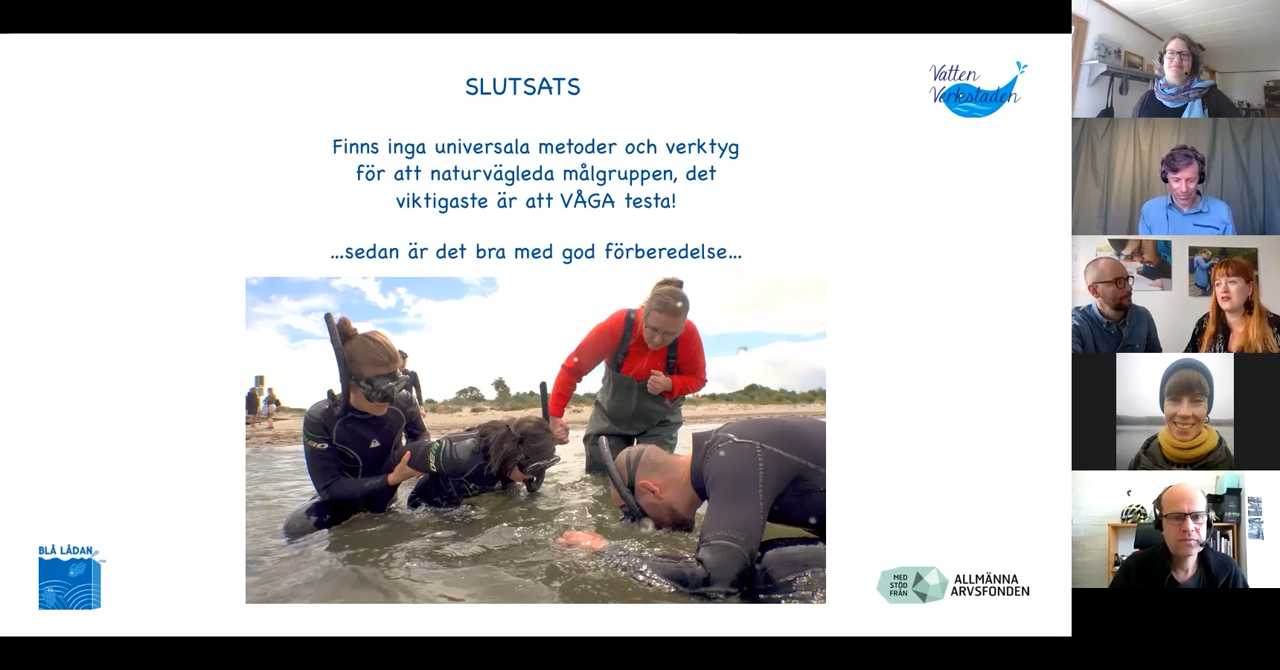 SLUTSATS
Vatten
Verkstaden
Finns inga universala metoder och verktyg
för att naturvägleda målgruppen, det
viktigaste är att VÅGA testa!
...sedan är det bra med god förberedelse...
BLÅ LÅDAN
MED
STÖD
FRÅN
ALLMÄNNA
ARVSFONDEN